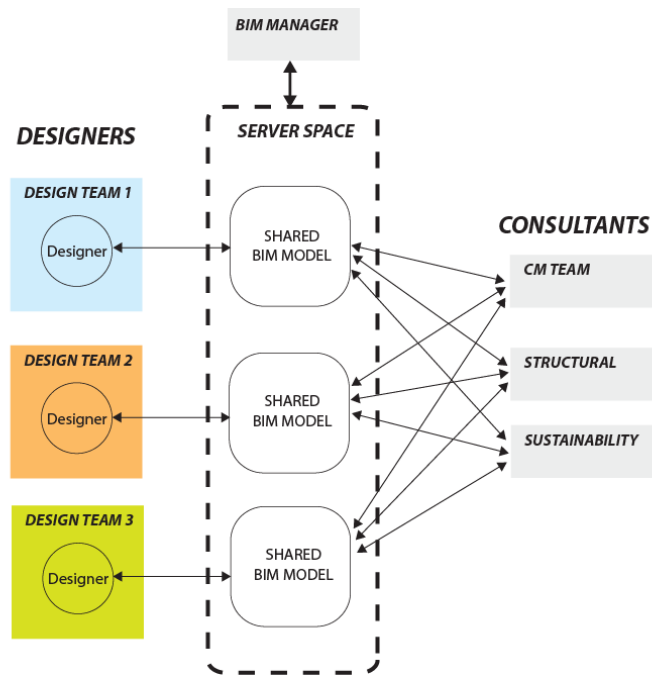 BIM MANAGER
SERVER SPACE
DESIGNERS
DESIGN TEAM 1
Designer
SHARED
BIM MODEL
DESIGN TEAM 2
Designer
SHARED
BIM MODEL
DESIGN TEAM 3
Designer
SHARED
BIM MODEL
CONSULTANTS
CM TEAM
STRUCTURAL
SUSTAINABILITY